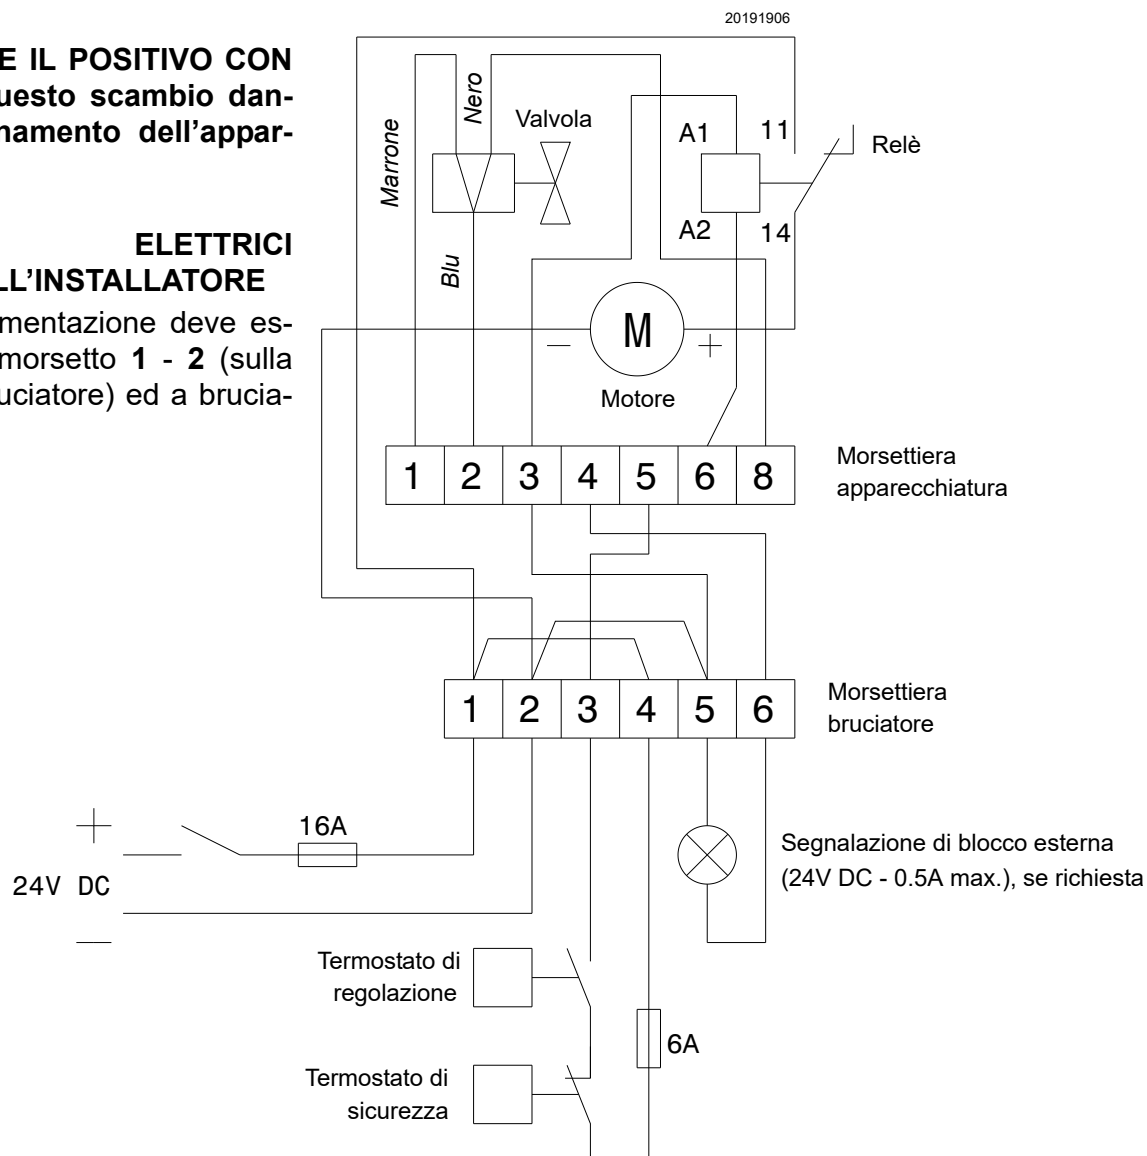 20191906
E IL POSITIVO CON
uesto scambio dan-
namento dell'appar-
ELETTRICI
LL'INSTALLATORE
mentazione deve es-
morsetto 1 - 2 (sulla
uciatore) ed a brucia-
Marrone
Nero
Valvola
A1
11
Relè
A2
14
Blu
M
Motore
1 2 3 4 5 6 8
Morsettiera
apparecchiatura
1 2 3 4 5 6
Morsettiera
bruciatore
16A
24V DC
Segnalazione di blocco esterna
(24V DC - 0.5A max.), se richiesta
Termostato di
regolazione
6A
Termostato di
sicurezza